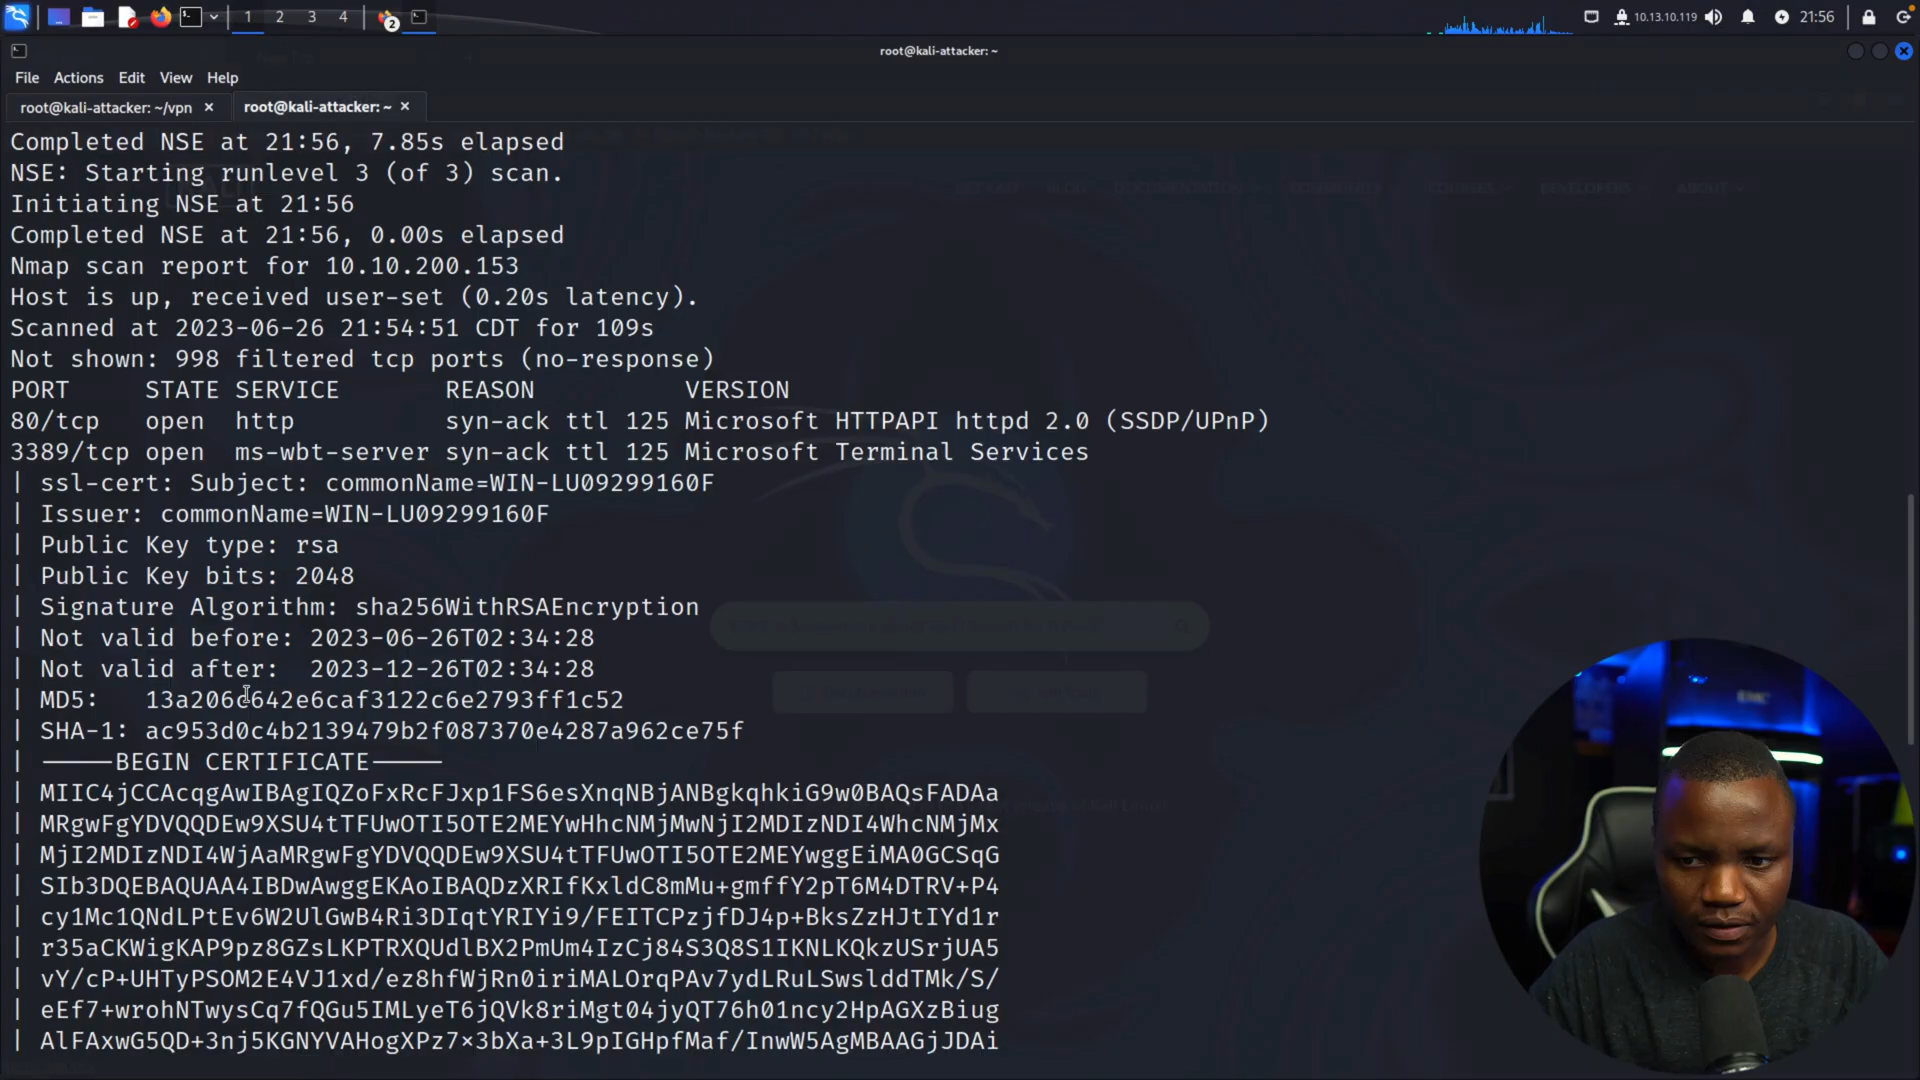 1 2 3 4 2 10.13.10.119 21:56
root@kali-attacker: ~
File Actions Edit View Help
root@kali-attacker: ~/vpn × root@kali-attacker: ~ ×
Completed NSE at 21:56, 7.85s elapsed
NSE: Starting runlevel 3 (of 3) scan.
Initiating NSE at 21:56
Completed NSE at 21:56, 0.00s elapsed
Nmap scan report for 10.10.200.153
Host is up, received user-set (0.20s latency).
Scanned at 2023-06-26 21:54:51 CDT for 109s
Not shown: 998 filtered tcp ports (no-response)
PORT STATE SERVICE REASON VERSION
80/tcp open http syn-ack ttl 125 Microsoft HTTPAPI httpd 2.0 (SSDP/UPnP)
3389/tcp open ms-wbt-server syn-ack ttl 125 Microsoft Terminal Services
| ssl-cert: Subject: commonName=WIN-LU09299160F
| Issuer: commonName=WIN-LU09299160F
| Public Key type: rsa
| Public Key bits: 2048
| Signature Algorithm: sha256WithRSAEncryption
| Not valid before: 2023-06-26T02:34:28
| Not valid after: 2023-12-26T02:34:28
| MD5: 13a206c642e6caf3122c6e2793ff1c52
| SHA-1: ac953d0c4b2139479b2f087370e4287a962ce75f
| -----BEGIN CERTIFICATE-----
| MIIC4jCCAcqgAwIBAgIQZoFxRcFJxp1FS6esXnqNBjANBgkqhkiG9w0BAQsFADAa
| MRgwFgYDVQQDEw9XSU4tTFUwOTI5OTE2MEYwHhcNMjMwNjI2MDIzNDI4WhcNMjMx
| MjI2MDIzNDI4WjAaMRgwFgYDVQQDEw9XSU4tTFUwOTI5OTE2MEYwggEiMA0GCSqG
| SIb3DQEBAQUAA4IBDwAwggEKAoIBAQDzXRIfKxldC8mMu+gmffY2pT6M4DTRV+P4
| cy1Mc1QNdLPtEv6W2UlGwB4Ri3DIqtYRIYi9/FEITCPzjfDJ4p+BksZzHJtIYd1r
| r35aCKWigKAP9pz8GZsLKPTRXQUdlBX2PmUm4IzCj84S3Q8S1IKNLKQkzUSrjUA5
| vY/cP+UHTyPSOM2E4VJ1xd/ez8hfWjRn0iriMALOrqPAv7ydLRuLSwslddTMk/S/
| eEf7+wrohNTwysCq7fQGu5IMLyeT6jQVk8riMgt04jyQT76h01ncy2HpAGXzBiug
| AlFAxwG5QD+3nj5KGNYVAHogXPz7×3bXa+3L9pIGHpfMaf/InwW5AgMBAAGjJDAi